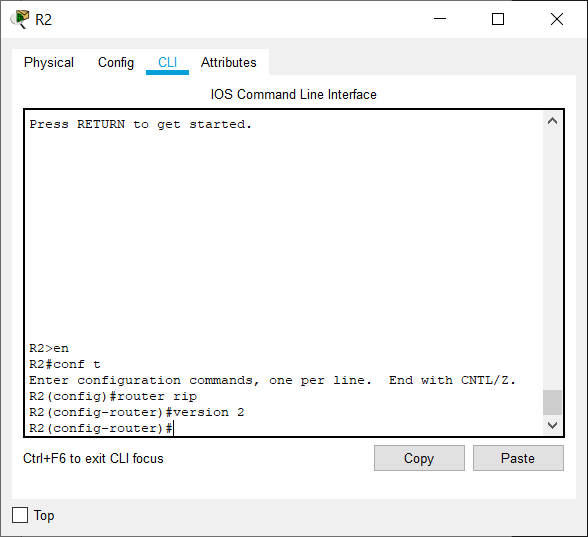 R2
Physical Config CLI Attributes
IOS Command Line Interface
Press RETURN to get started.
R2>en
R2#conf t
Enter configuration commands, one per line.  End with CNTL/Z.
R2(config)#router rip
R2(config-router)#version 2
R2(config-router)#
Ctrl+F6 to exit CLI focus
Copy Paste
Top